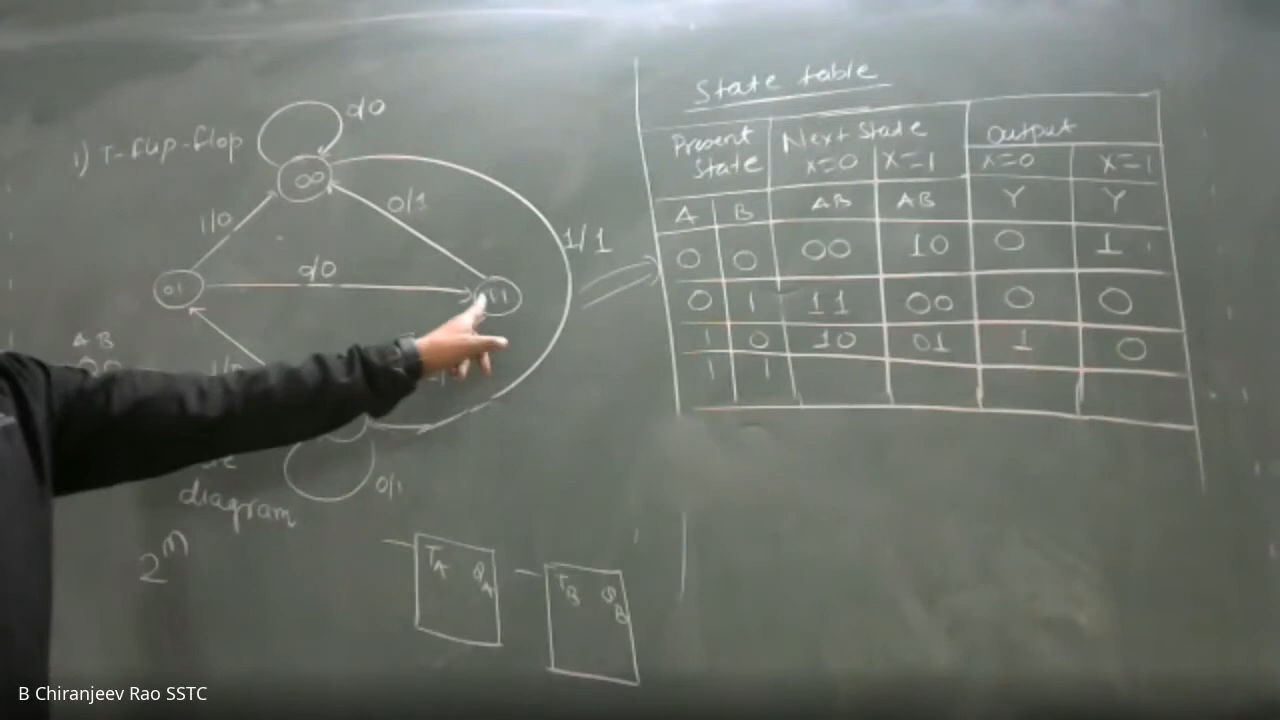 1) T-flip-flop
0/0
00
1/0
0/1
1/1
01
0/0
11
A B
0/1
diagram
2^n
TA QA
TB QB
State table
Present State Next State Output
x=0 x=1 x=0 x=1
A B AB AB Y Y
0 0 00 10 0 1
0 1 11 00 0 0
1 0 10 01 1 0
1 1
B Chiranjeev Rao SSTC